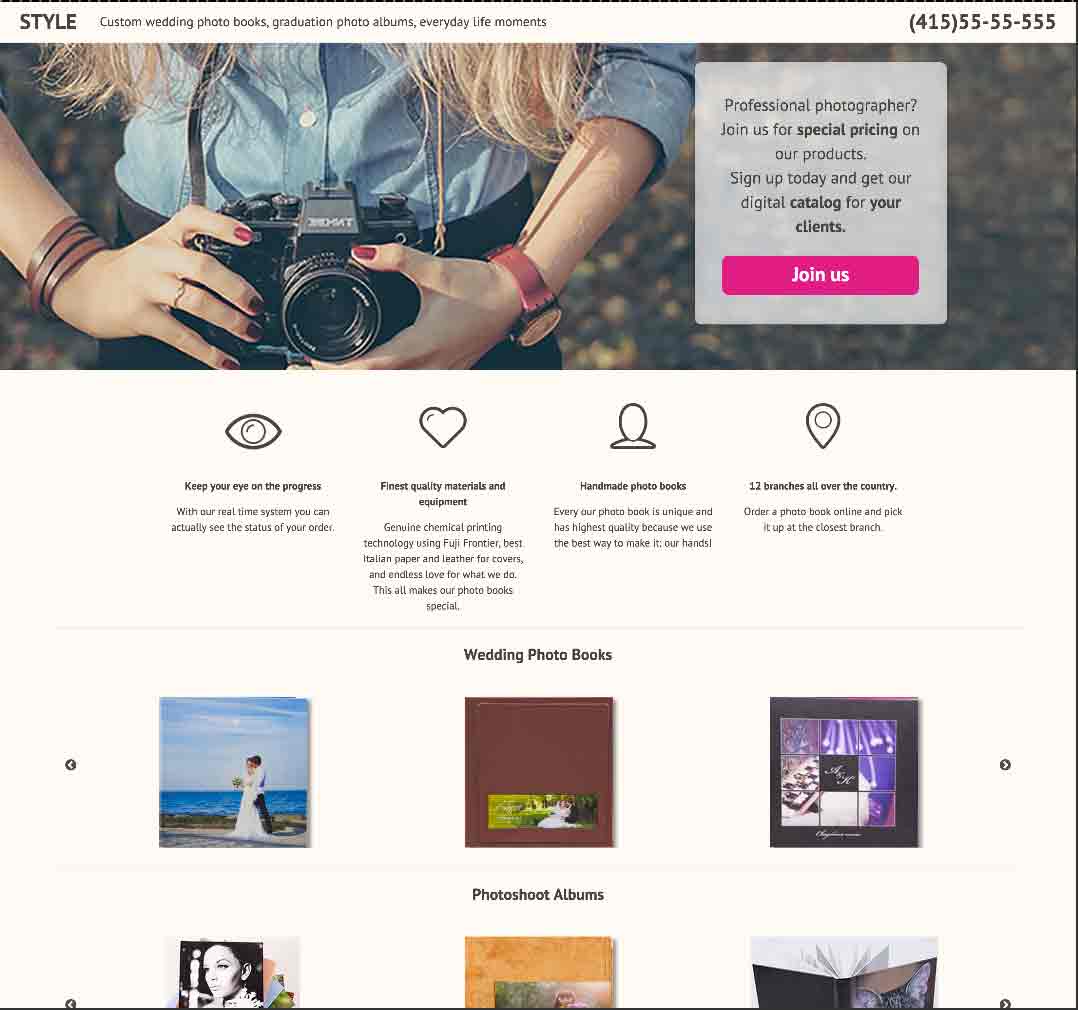 STYLE Custom wedding photo books, graduation photo albums, everyday life moments (415)55-55-555
Professional photographer?
Join us for special pricing on
our products.
Sign up today and get our
digital catalog for your
clients.
Join us
Keep your eye on the progress
With our real time system you can
actually see the status of your order.
Finest quality materials and
equipment
Genuine chemical printing
technology using Fuji Frontier, best
Italian paper and leather for covers,
and endless love for what we do.
This all makes our photo books
special.
Handmade photo books
Every our photo book is unique and
has highest quality because we use
the best way to make it: our hands!
12 branches all over the country.
Order a photo book online and pick
it up at the closest branch.
Wedding Photo Books
Photoshoot Albums